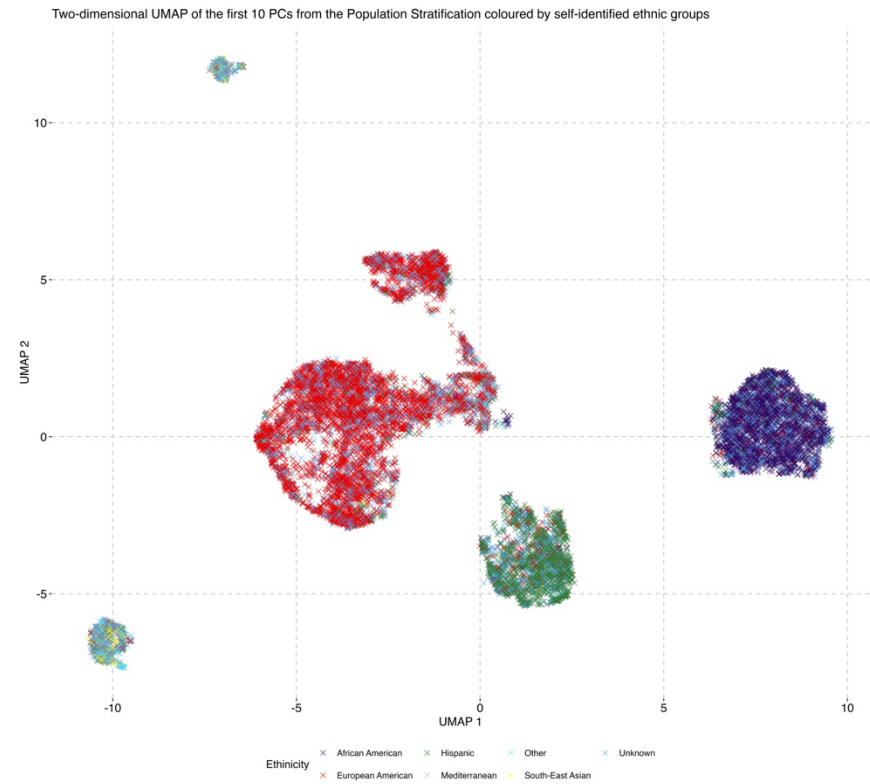 Two-dimensional UMAP of the first 10 PCs from the Population Stratification coloured by self-identified ethnic groups
10
5
0
-5
UMAP 2
-10 -5 0 5 10
UMAP 1
Ethinicity
African American Hispanic Other Unknown
European American Mediterranean South-East Asian